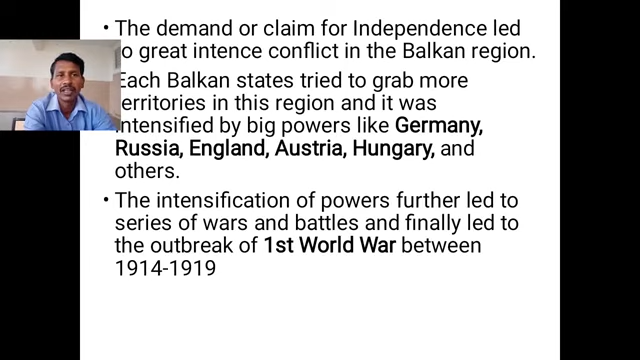 • The demand or claim for Independence led
to great intence conflict in the Balkan region.
Each Balkan states tried to grab more
territories in this region and it was
intensified by big powers like Germany,
Russia, England, Austria, Hungary, and
others.
• The intensification of powers further led to
series of wars and battles and finally led to
the outbreak of 1st World War between
1914-1919